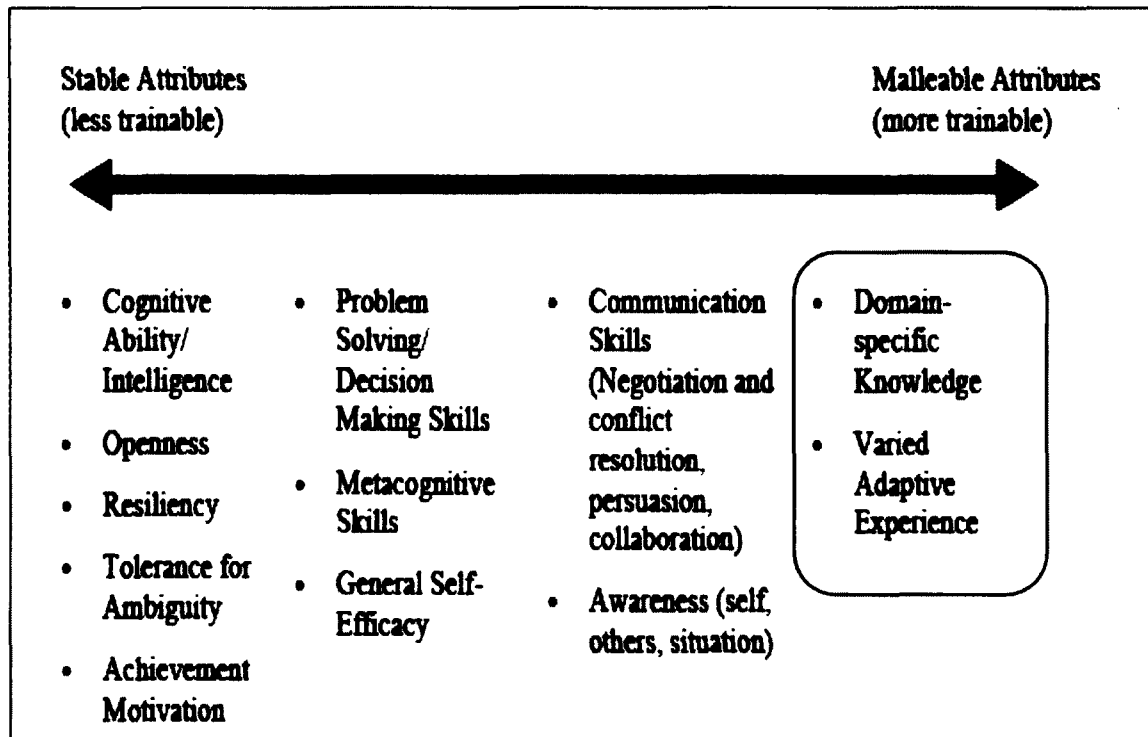 Stable Attributes
(less trainable)
Malleable Attributes
(more trainable)
• Cognitive
Ability/
Intelligence
• Openness
• Resiliency
• Tolerance for
Ambiguity
• Achievement
Motivation
• Problem
Solving/
Decision
Making Skills
• Metacognitive
Skills
• General Self-
Efficacy
• Communication
Skills
(Negotiation and
conflict
resolution,
persuasion,
collaboration)
• Awareness (self,
others, situation)
• Domain-
specific
Knowledge
• Varied
Adaptive
Experience